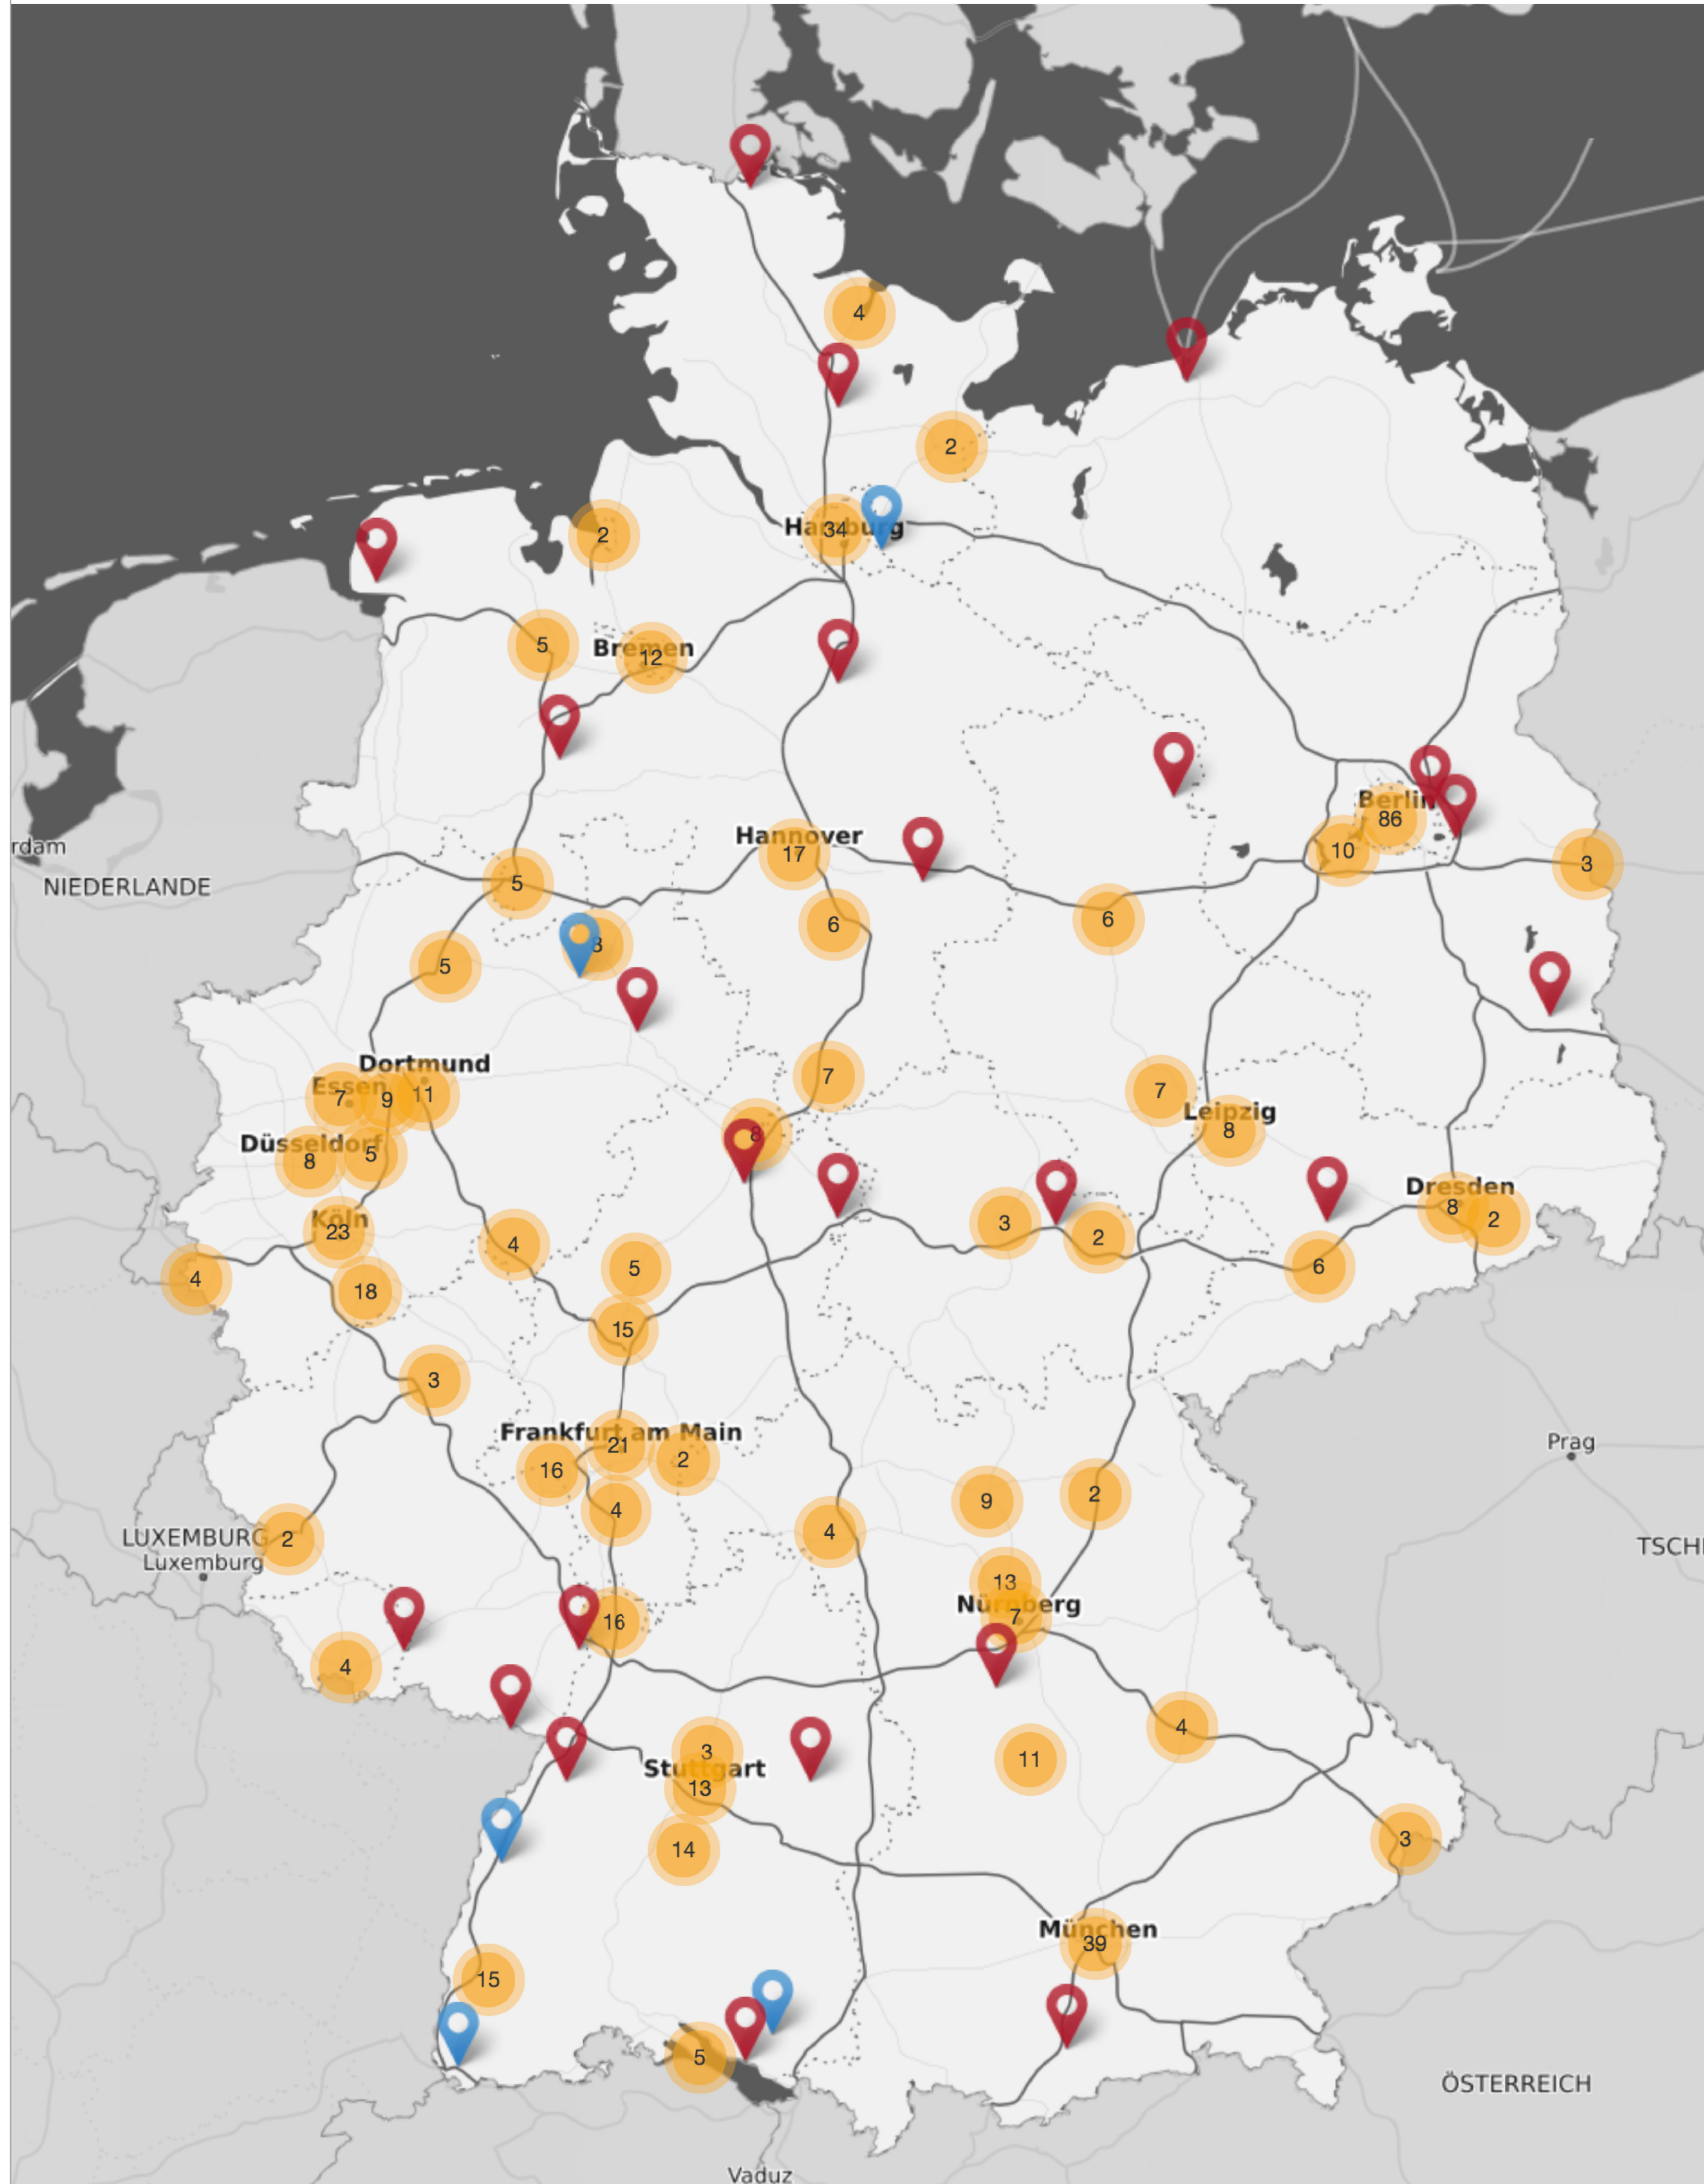 4
2
Hamburg
34
2
5
Bremen
12
Berlin
86
Hannover
17
10
3
rdam
NIEDERLANDE
5
6
6
5
Dortmund
Essen
7
9
11
7
7
Leipzig
8
Düsseldorf
8
5
8
Dresden
8
2
Köln
23
3
2
4
5
6
4
18
15
3
Frankfurt am Main
21
16
2
Prag
4
9
2
4
LUXEMBURG
2
Luxemburg
TSCH
13
Nürnberg
7
16
4
4
3
11
Stuttgart
13
14
3
München
39
15
5
ÖSTERREICH
Vaduz